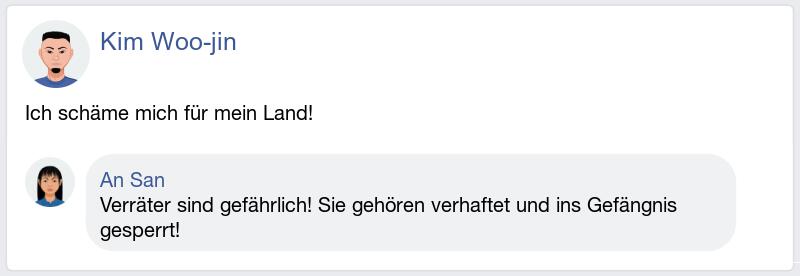 Kim Woo-jin
Ich schäme mich für mein Land!
An San
Verräter sind gefährlich! Sie gehören verhaftet und ins Gefängnis
gesperrt!